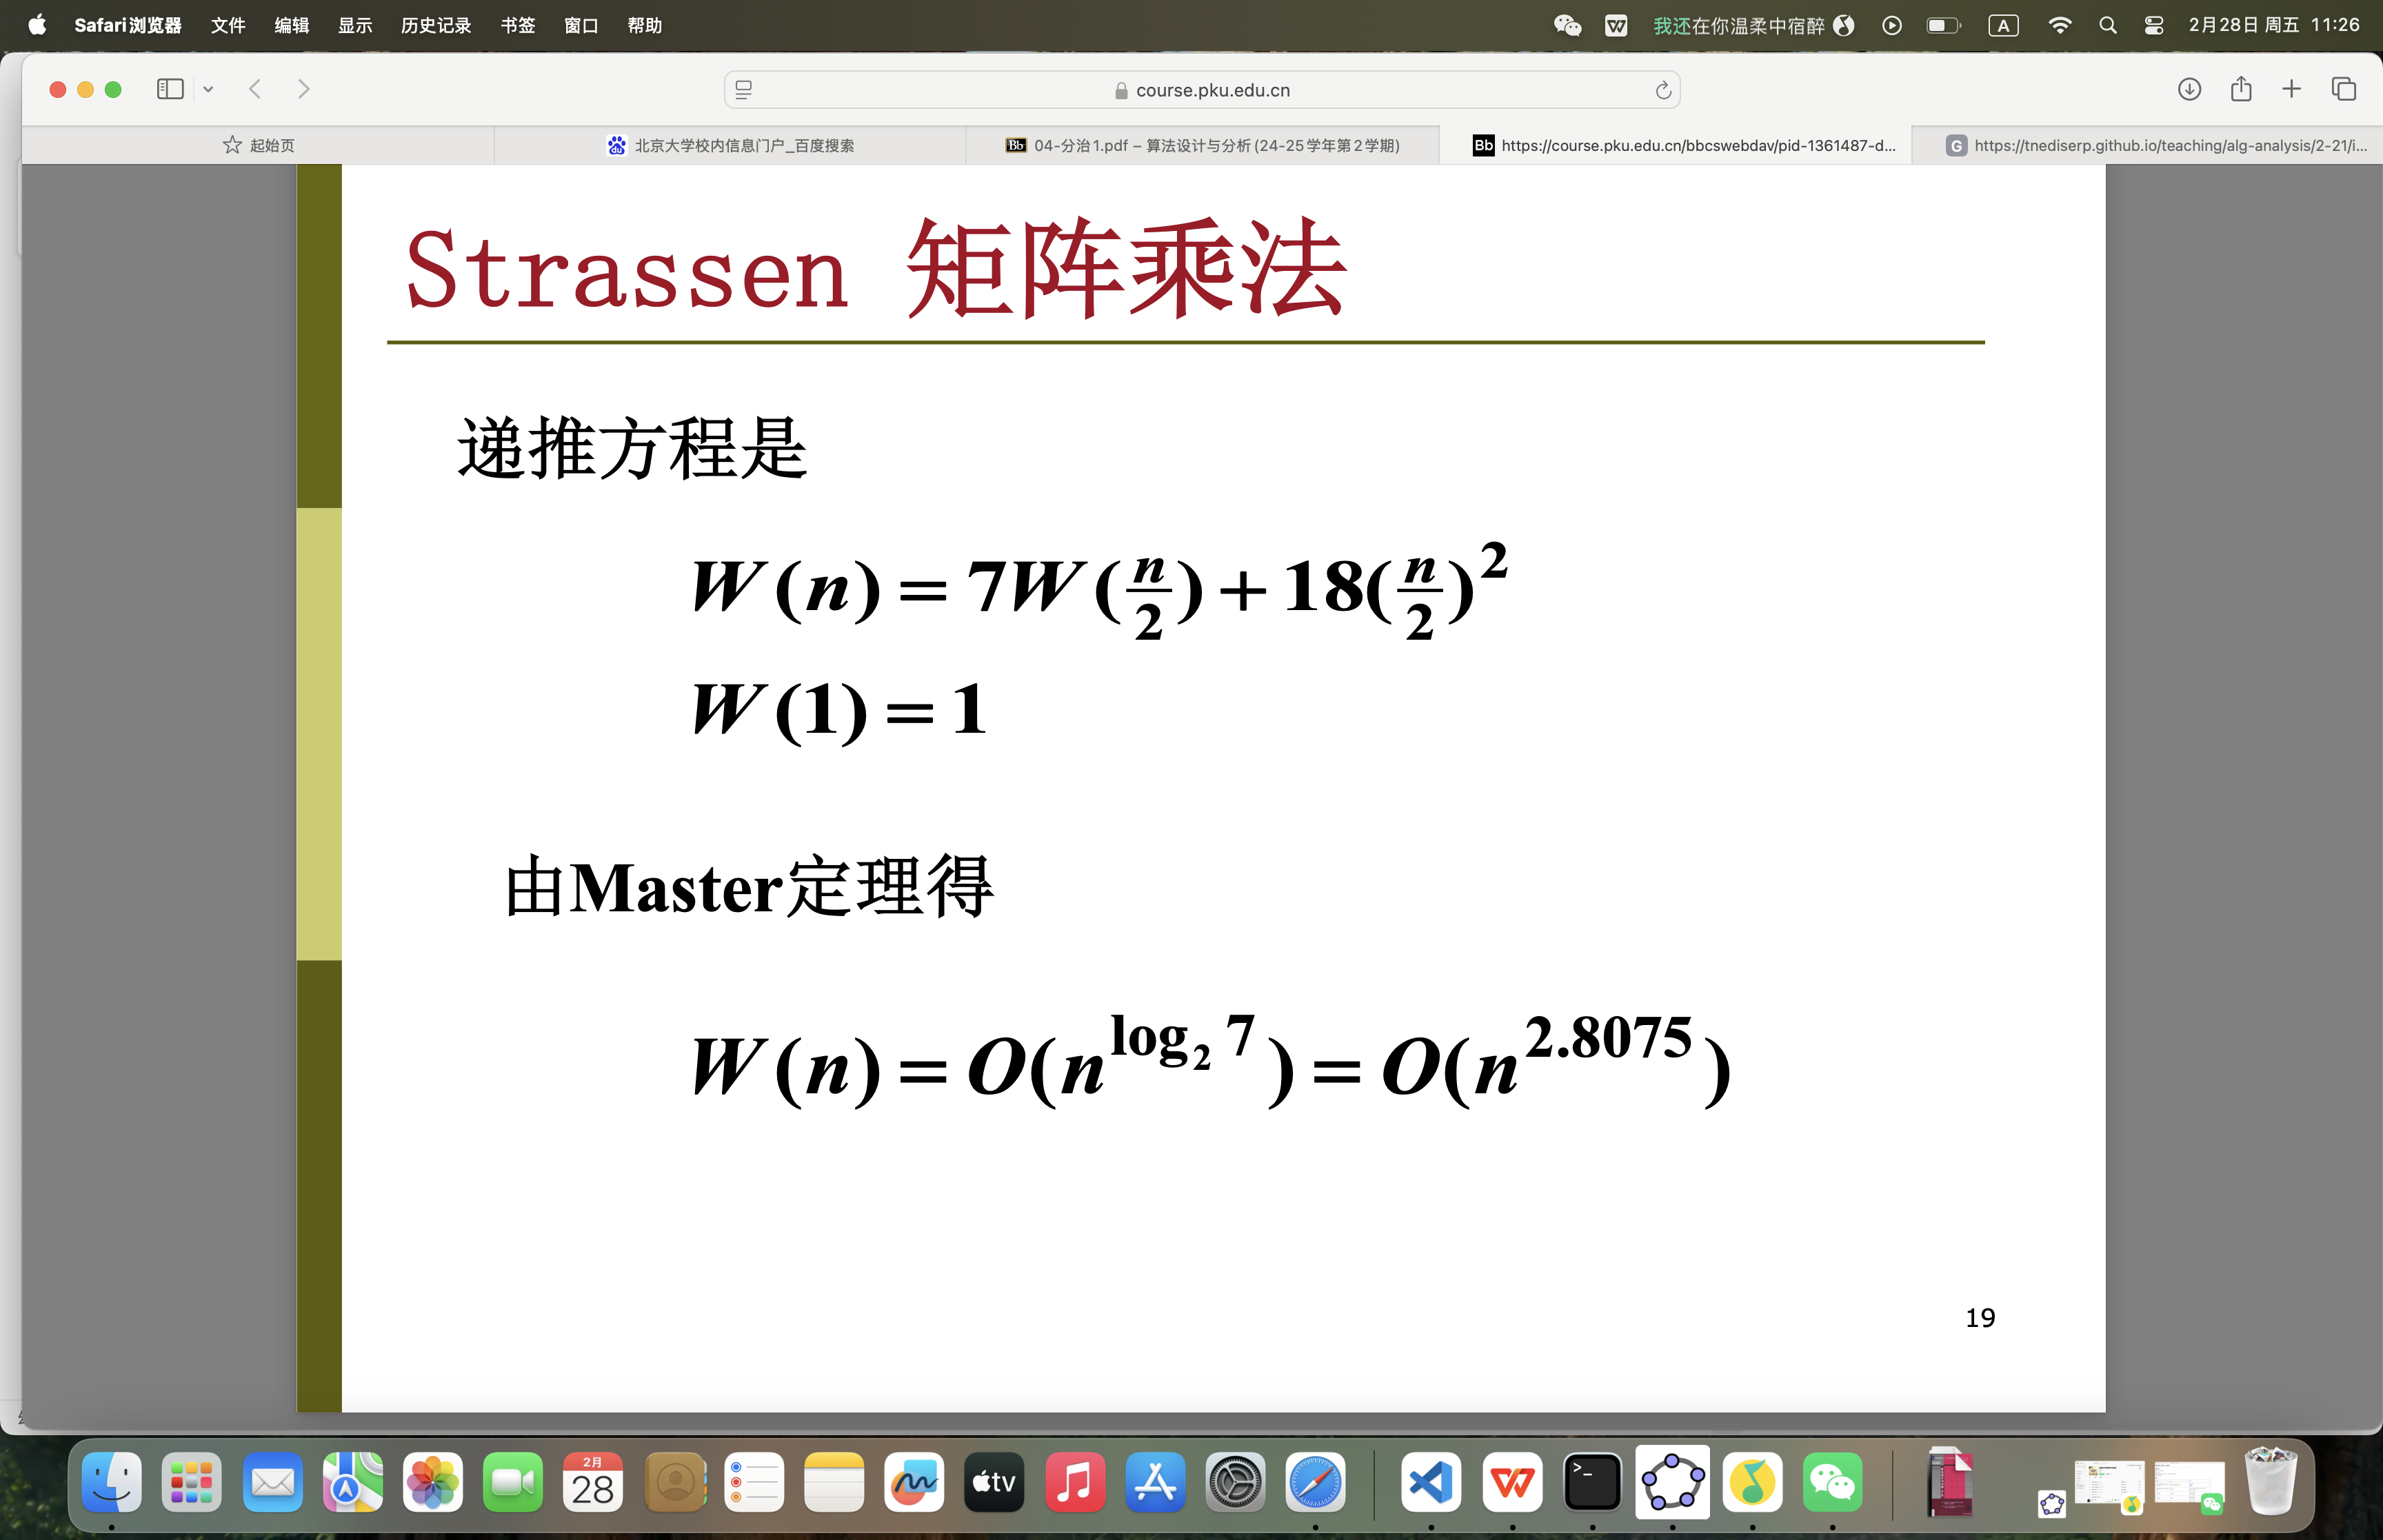 Safari浏览器 文件 编辑 显示 历史记录 书签 窗口 帮助 我还在你温柔中宿醉 A 2月28日 周五 11:26
course.pku.edu.cn
起始页 北京大学校内信息门户_百度搜索 Bb 04-分治1.pdf – 算法设计与分析(24-25学年第2学期) Bb https://course.pku.edu.cn/bbcswebdav/pid-1361487-d... G https://tnediserp.github.io/teaching/alg-analysis/2-21/i...
Strassen 矩阵乘法
递推方程是
W(n) = 7W(n/2) + 18(n/2)^2
W(1) = 1
由Master定理得
W(n) = O(n^{log_2 7}) = O(n^{2.8075})
19
2月
28
tv